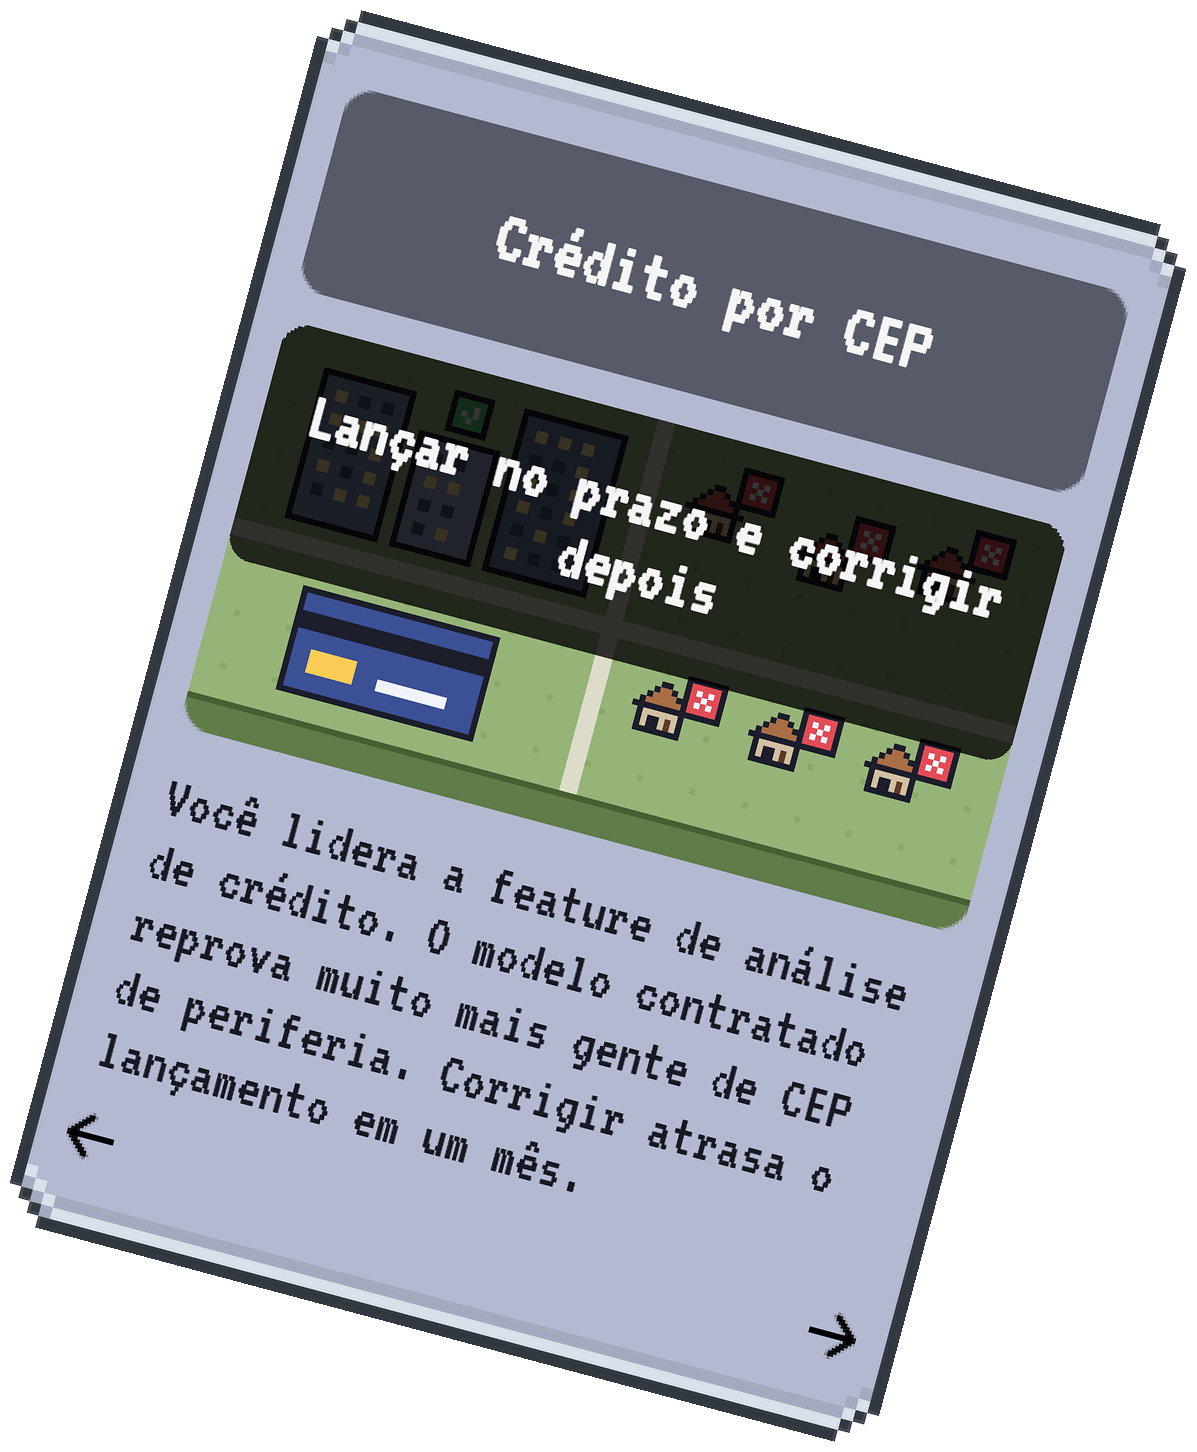 Crédito por CEP
Lançar no prazo e corrigir
depois
Você lidera a feature de análise
de crédito. O modelo contratado
reprova muito mais gente de CEP
de periferia. Corrigir atrasa o
lançamento em um mês.